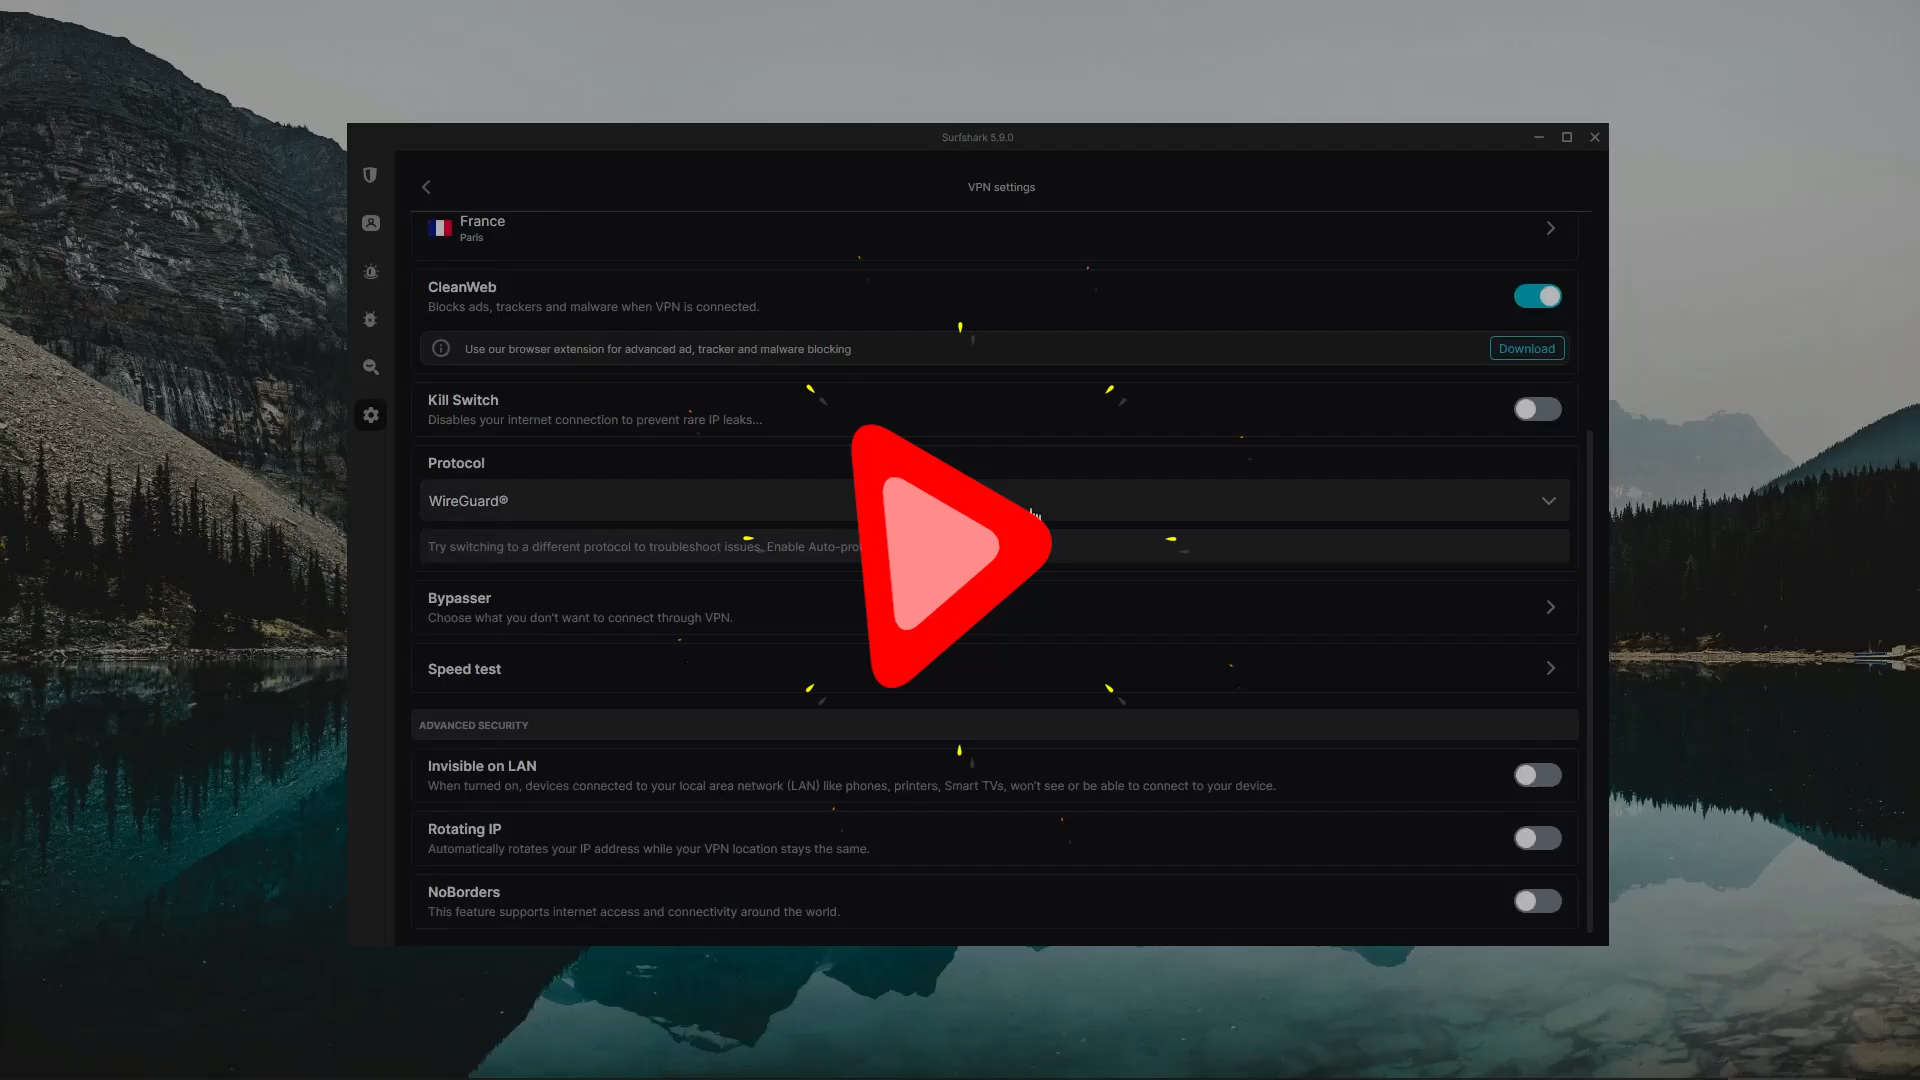 Surfshark 5.9.0
VPN settings
France
Paris
CleanWeb
Blocks ads, trackers and malware when VPN is connected.
Use our browser extension for advanced ad, tracker and malware blocking
Download
Kill Switch
Disables your internet connection to prevent rare IP leaks...
Protocol
WireGuard®
Try switching to a different protocol to troubleshoot issues. Enable
Bypasser
Choose what you don't want to connect through VPN.
Speed test
ADVANCED SECURITY
Invisible on LAN
When turned on, devices connected to your local area network (LAN) like phones, printers, Smart TVs, won't see or be able to connect to your device.
Rotating IP
Automatically rotates your IP address while your VPN location stays the same.
NoBorders
This feature supports internet access and connectivity around the world.